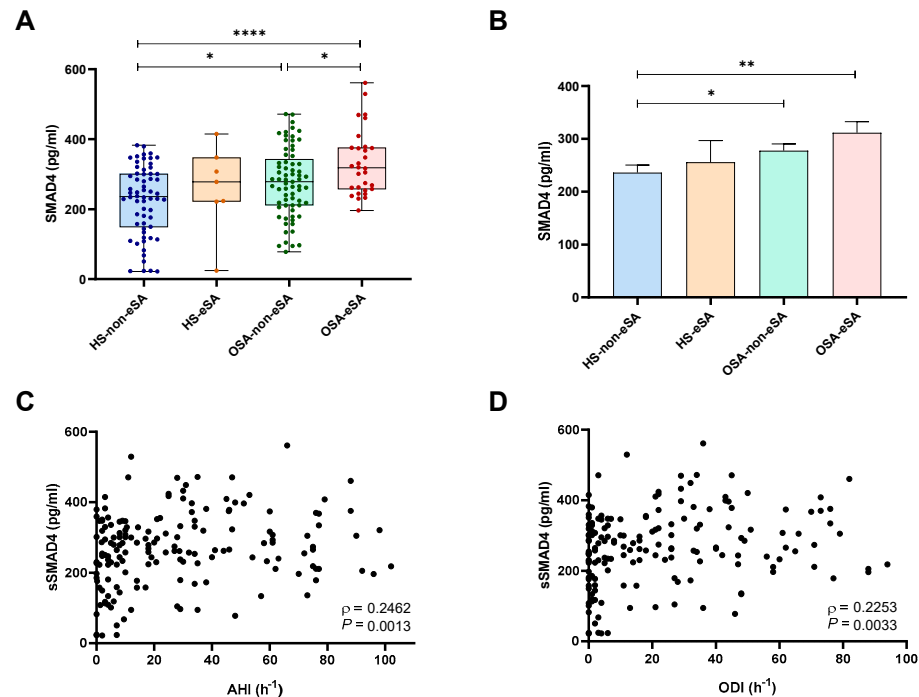 A
****
*
*
600
400
200
0
SMAD4 (pg/ml)
HS-non-eSA
HS-eSA
OSA-non-eSA
OSA-eSA
B
**
*
400
300
200
100
0
SMAD4 (pg/ml)
HS-non-eSA
HS-eSA
OSA-non-eSA
OSA-eSA
C
600
400
200
0
sSMAD4 (pg/ml)
ρ = 0.2462
P = 0.0013
0 20 40 60 80 100
AHI (h⁻¹)
D
600
400
200
0
sSMAD4 (pg/ml)
ρ = 0.2253
P = 0.0033
0 20 40 60 80 100
ODI (h⁻¹)